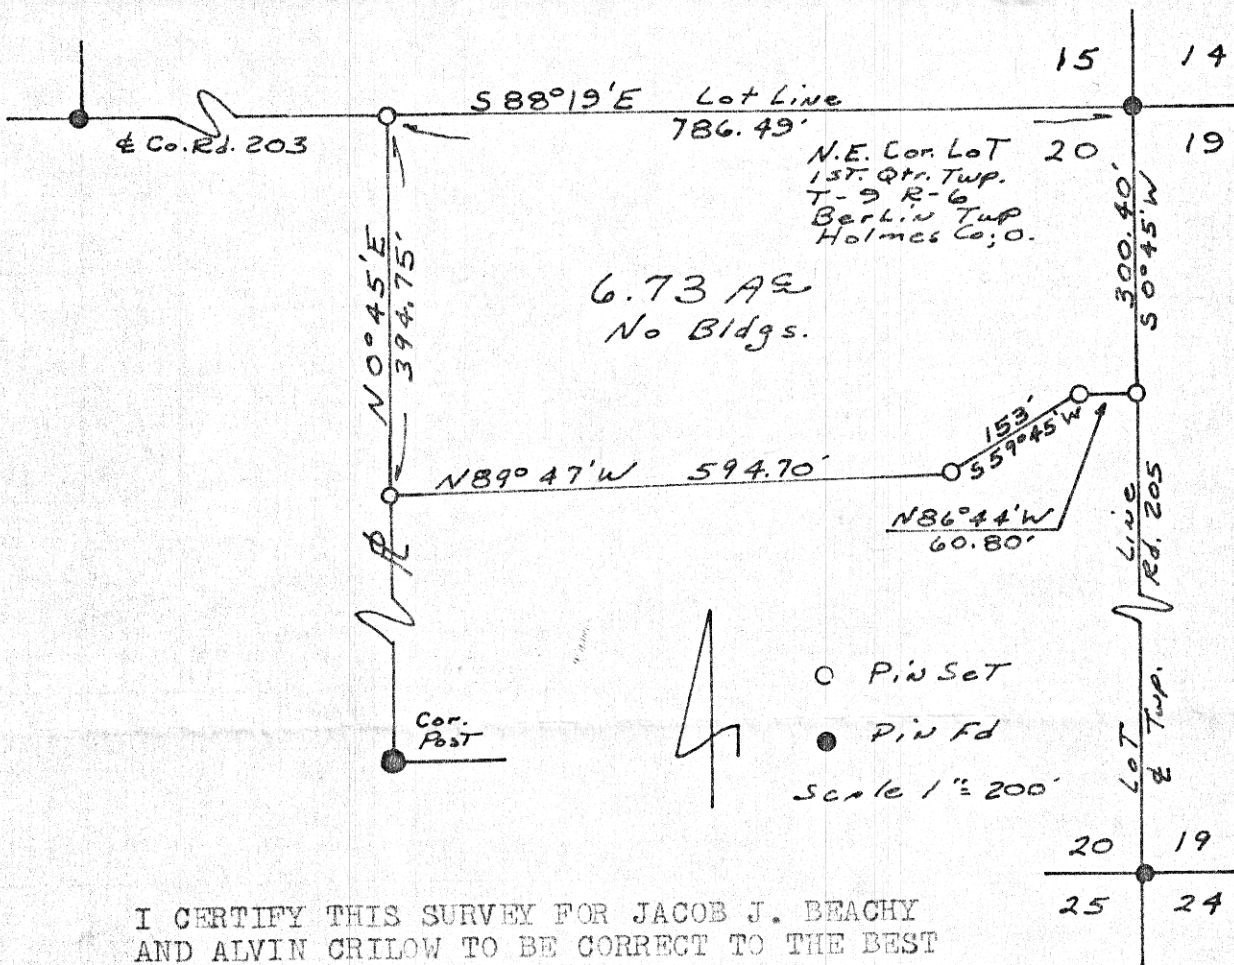 15 14
S 88° 19' E Lot Line
786.49'
℄ Co. Rd. 203
N.E. Cor. LoT 20 19
1ST. Qtr. Twp.
T-9 R-6
Berlin Twp
Holmes Co; O.
N 0° 45' E
394.75'
300.40'
S 0° 45' W
6.73 Ac
No Bldgs.
153'
S 59° 45' W
N 89° 47' W 594.70'
N 86° 44' W
60.80'
LoT Line
℄ Twp. Rd. 205
PL
Pin SeT
Pin Fd
Scale 1" = 200'
Cor.
PosT
20 19
25 24
I CERTIFY THIS SURVEY FOR JACOB J. BEACHY
AND ALVIN CRILOW TO BE CORRECT TO THE BEST